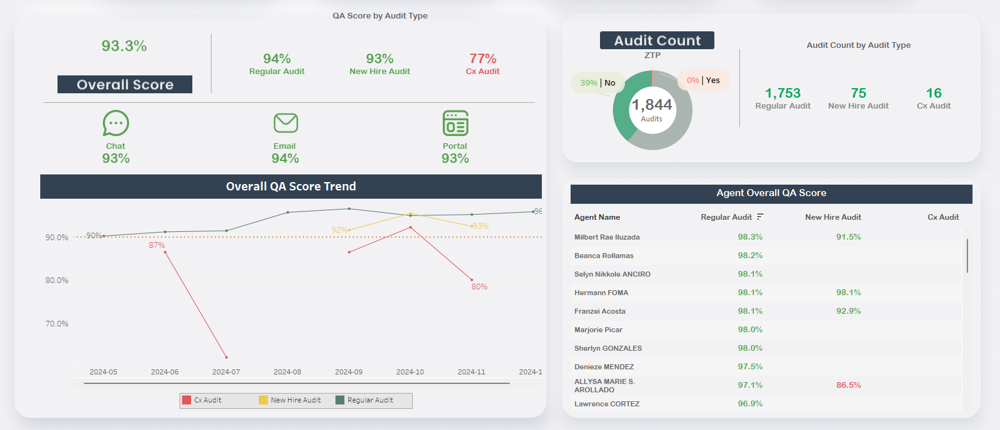 QA Score by Audit Type
93.3%
Overall Score
94%
Regular Audit
93%
New Hire Audit
77%
Cx Audit
Chat
93%
Email
94%
Portal
93%
Overall QA Score Trend
90.0%
80.0%
70.0%
90%
87%
92%
93%
80%
96
2024-05
2024-06
2024-07
2024-08
2024-09
2024-10
2024-11
2024-1
Cx Audit
New Hire Audit
Regular Audit
Audit Count
ZTP
39% | No
0% | Yes
1,844
Audits
Audit Count by Audit Type
1,753
Regular Audit
75
New Hire Audit
16
Cx Audit
Agent Overall QA Score
Agent Name Regular Audit New Hire Audit Cx Audit
Milbert Rae Iluzada 98.3% 91.5%
Beanca Rollamas 98.2%
Selyn Nikkole ANCIRO 98.1%
Hermann FOMA 98.1% 98.1%
Franzei Acosta 98.1% 92.9%
Marjorie Picar 98.0%
Sherlyn GONZALES 98.0%
Denieze MENDEZ 97.5%
ALLYSA MARIE S.
AROLLADO 97.1% 86.5%
Lawrence CORTEZ 96.9%